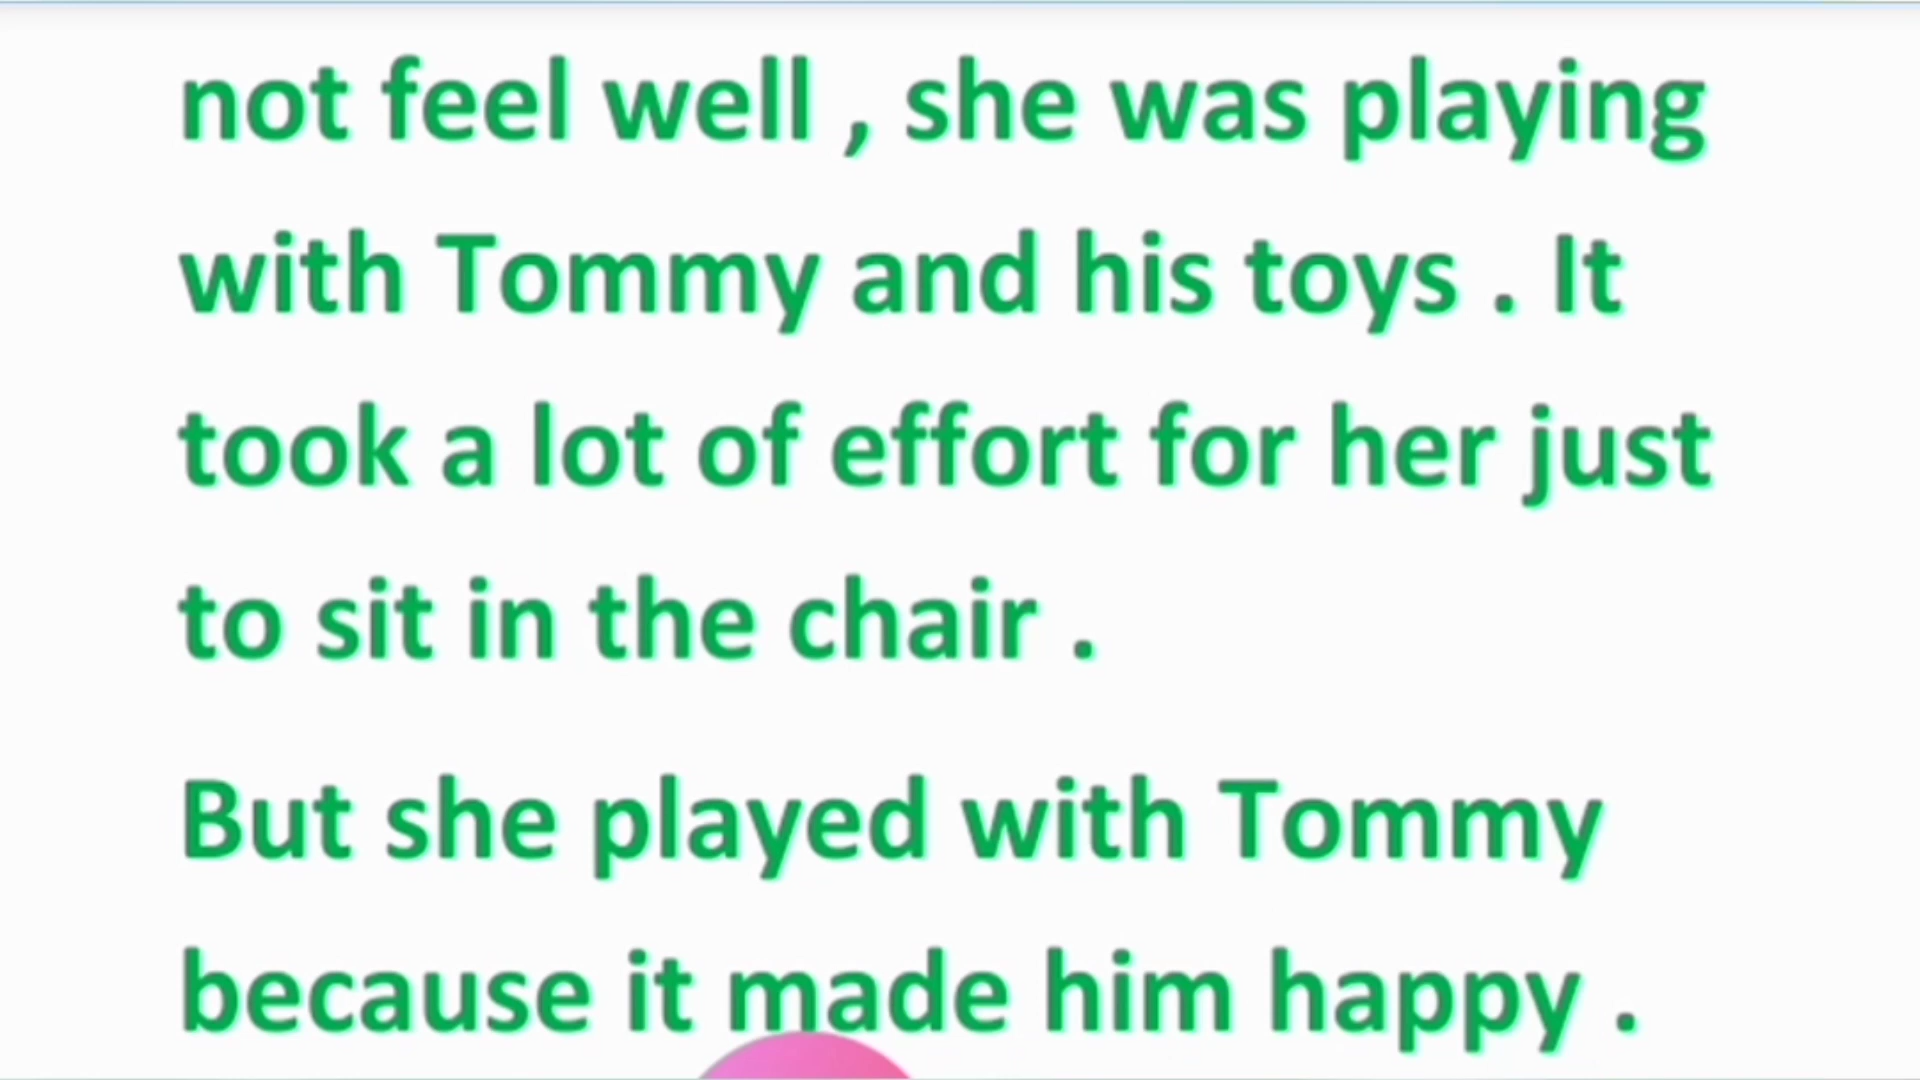 not feel well , she was playing
with Tommy and his toys . It
took a lot of effort for her just
to sit in the chair .
But she played with Tommy
because it made him happy .